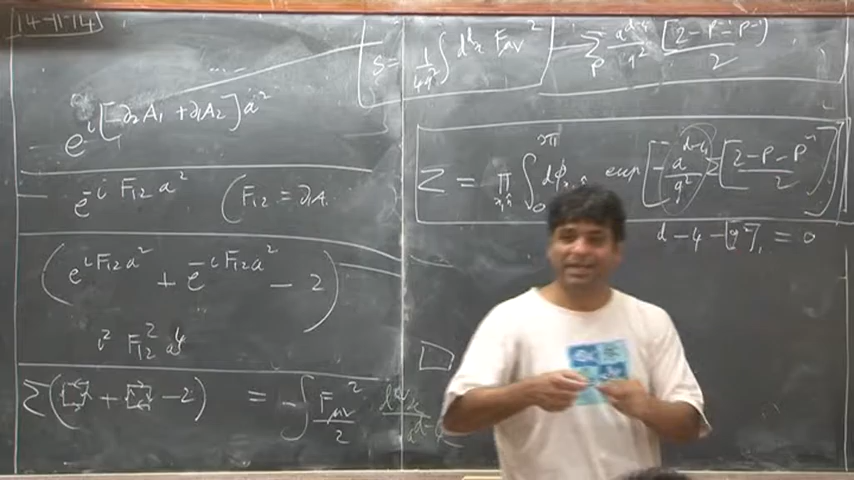 14-11-14
e^{i[-∂₂A₁ + ∂₁A₂]a²}
e^{-i F₁₂ a²} (F₁₂ = ∂₁A
(e^{iF₁₂a²} + e^{-iF₁₂a²} - 2)
i² F₁₂² a⁴
Σ(□ + □ - 2) = -∫ F_{μν}²/2
S = 1/4g² ∫ d^d x F_{μν}² → Σ_P a^{d-4}/g² [2-P-P⁻¹]/2
Z = Π ∫₀^{2π} dϕ exp[-a^{d-4}/g² Σ [2-P-P⁻¹]/2]
d-4-[g²] = 0